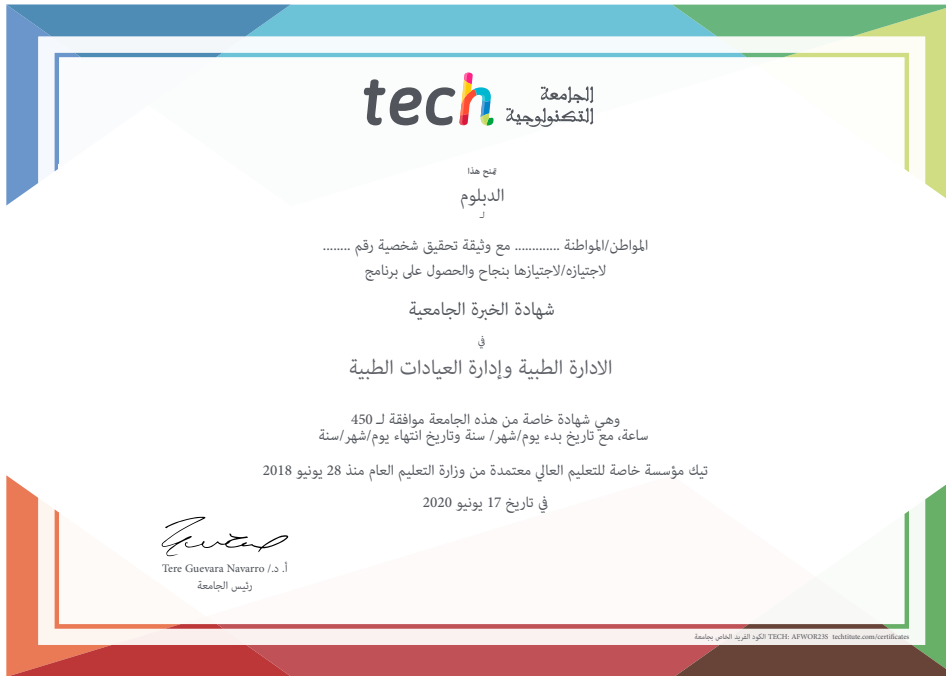 tech الجامعة
التكنولوجية
يمنح هذا
الدبلوم
لـ
المواطن/المواطنة ............ مع وثيقة تحقيق شخصية رقم ........
لاجتيازه/لاجتيازها بنجاح والحصول على برنامج
شهادة الخبرة الجامعية
في
الادارة الطبية وإدارة العيادات الطبية
وهي شهادة خاصة من هذه الجامعة موافقة لـ 450
ساعة، مع تاريخ بدء يوم/شهر/ سنة وتاريخ انتهاء يوم/شهر/سنة
تيك مؤسسة خاصة للتعليم العالي معتمدة من وزارة التعليم العام منذ 28 يونيو 2018
في تاريخ 17 يونيو 2020
أ. د./ Tere Guevara Navarro
رئيس الجامعة
الكود الفريد الخاص بجامعة TECH: AFWOR23S techtitute.com/certificates